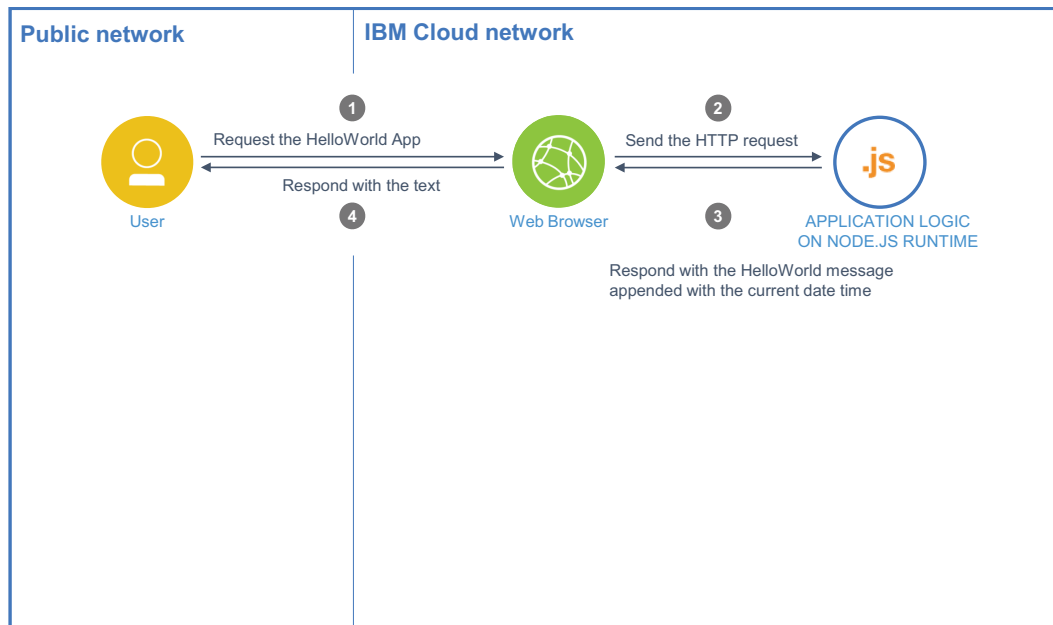 Public network
IBM Cloud network
1
2
Request the HelloWorld App
Send the HTTP request
.js
Respond with the text
User
4
Web Browser
3
APPLICATION LOGIC
ON NODE.JS RUNTIME
Respond with the HelloWorld message
appended with the current date time